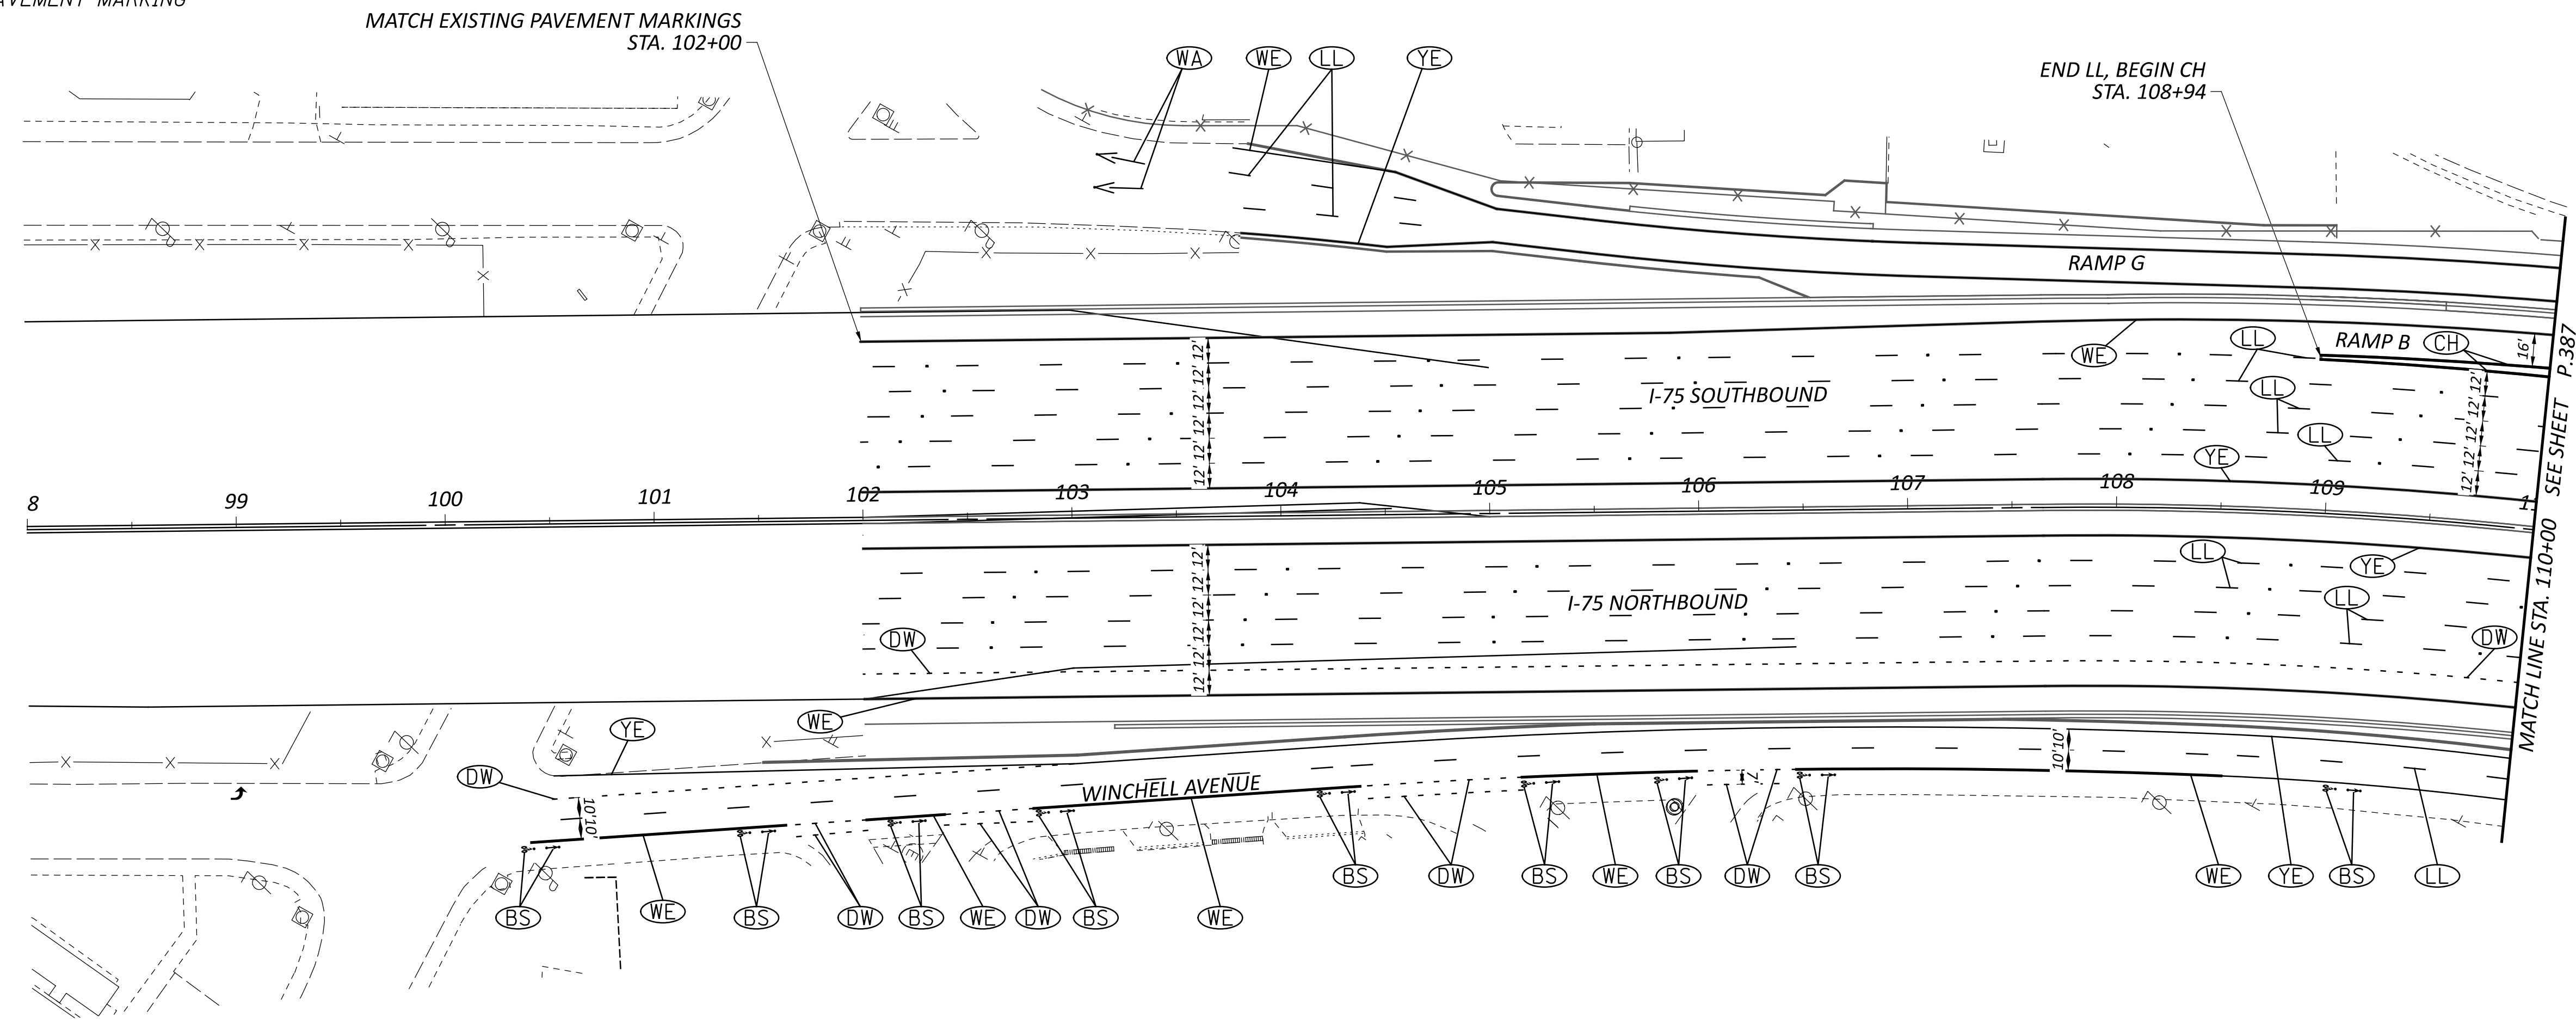 PAVEMENT MARKING
MATCH EXISTING PAVEMENT MARKINGS
STA. 102+00
WA WE LL YE
END LL, BEGIN CH
STA. 108+94
RAMP G
WE LL RAMP B CH 16'
12' 12' 12' 12' 12' 12'
I-75 SOUTHBOUND
LL
LL
12' 12' 12' 12' 12'
YE
8 99 100 101 102 103 104 105 106 107 108 109
12' 12' 12' 12' 12' 12'
I-75 NORTHBOUND
LL YE
LL
DW DW
WE
YE
DW
10' 10'
WINCHELL AVENUE
7'
10' 10'
BS DW BS WE BS DW BS WE YE BS LL
BS WE BS DW BS WE DW BS WE
MATCH LINE STA. 110+00 SEE SHEET P.387